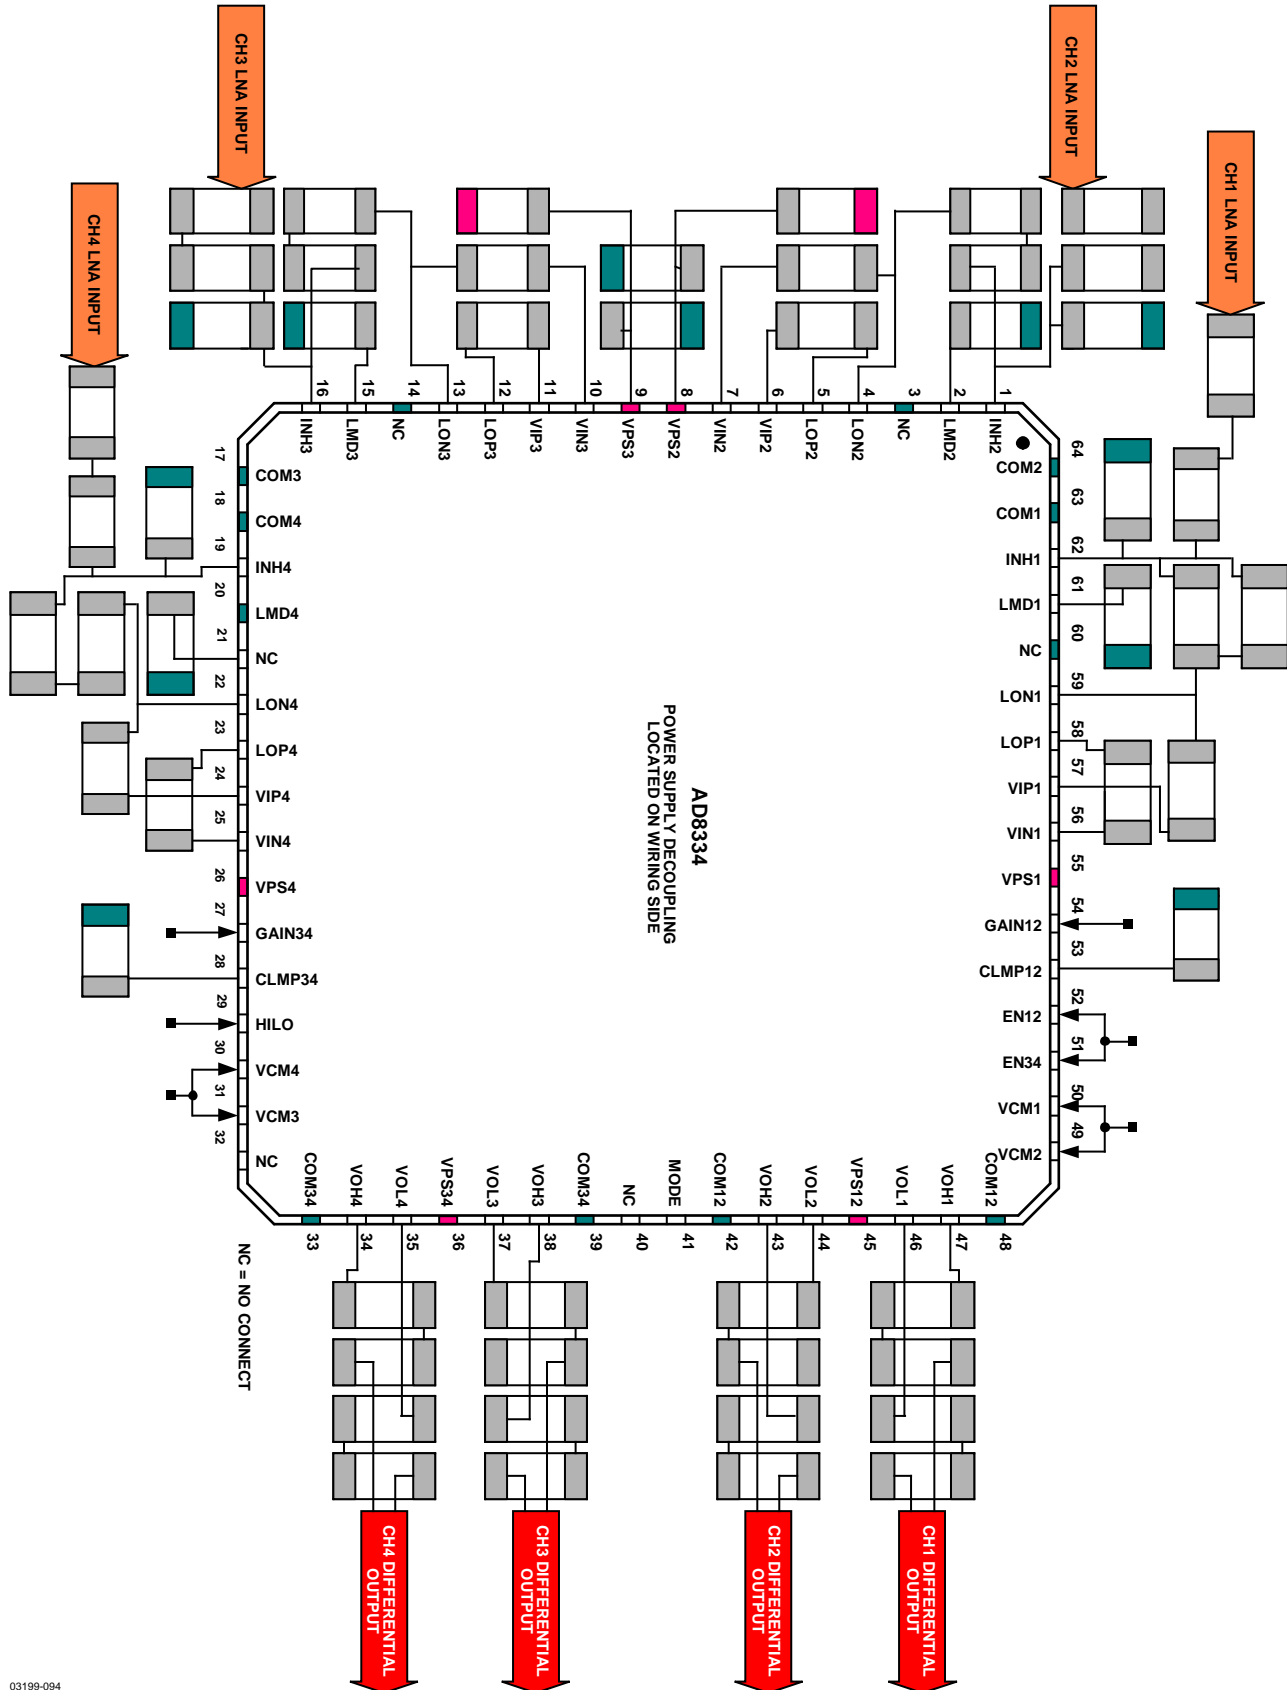 CH3 LNA INPUT
CH2 LNA INPUT
CH4 LNA INPUT
CH1 LNA INPUT
16 15 14 13 12 11 10 9 8 7 6 5 4 3 2 1
INH3 LMD3 NC LON3 LOP3 VIP3 VIN3 VPS3 VPS2 VIN2 VIP2 LOP2 LON2 NC LMD2 INH2
17 COM3
18 COM4
19 INH4
20 LMD4
21 NC
22 LON4
23 LOP4
24 VIP4
25 VIN4
26 VPS4
27 GAIN34
28 CLMP34
29 HILO
30 VCM4
31 VCM3
32 NC
AD8334
POWER SUPPLY DECOUPLING
LOCATED ON WIRING SIDE
COM2 64
COM1 63
INH1 62
LMD1 61
NC 60
LON1 59
LOP1 58
VIP1 57
VIN1 56
VPS1 55
GAIN12 54
CLMP12 53
EN12 52
EN34 51
VCM1 50
VCM2 49
COM34 VOH4 VOL4 VPS34 VOL3 VOH3 COM34 NC MODE COM12 VOH2 VOL2 VPS12 VOL1 VOH1 COM12
33 34 35 36 37 38 39 40 41 42 43 44 45 46 47 48
NC = NO CONNECT
CH4 DIFFERENTIAL
OUTPUT
CH3 DIFFERENTIAL
OUTPUT
CH2 DIFFERENTIAL
OUTPUT
CH1 DIFFERENTIAL
OUTPUT
03199-094